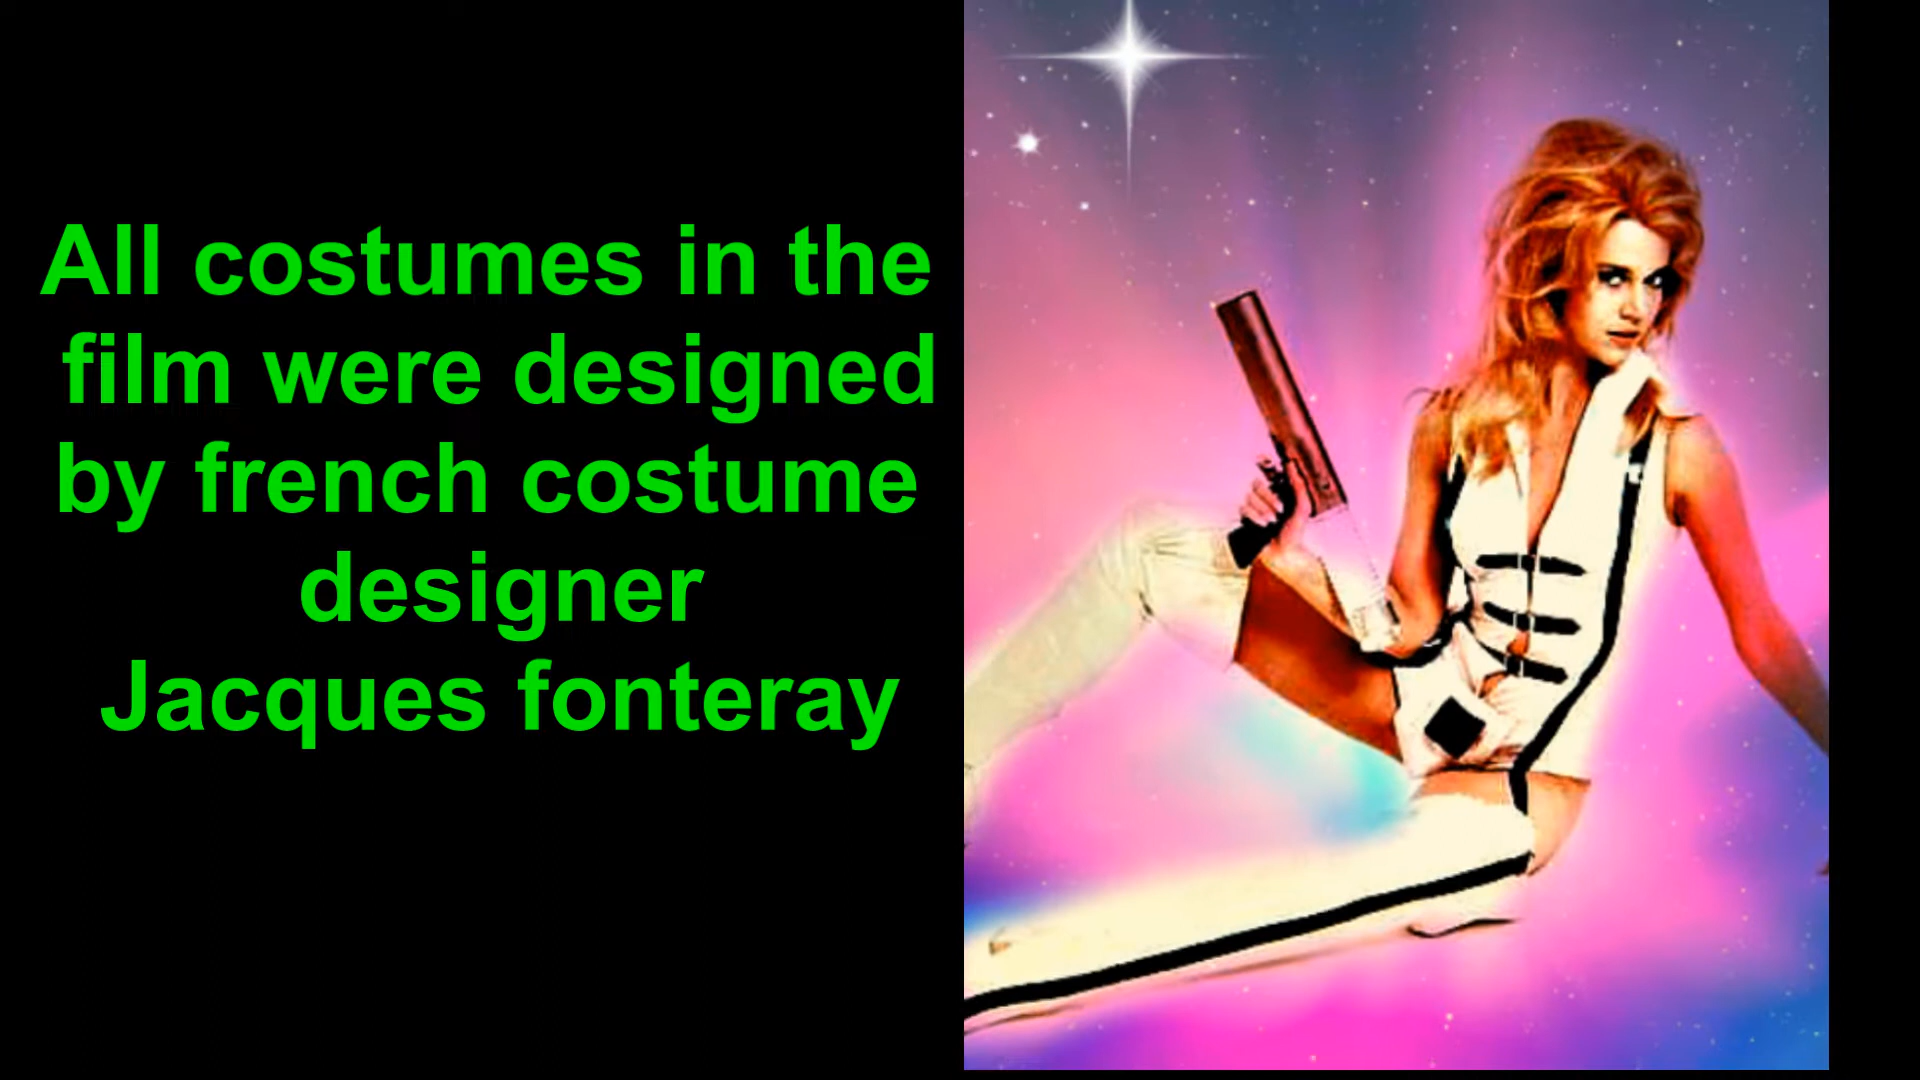 All costumes in the
film were designed
by french costume
designer
Jacques fonteray